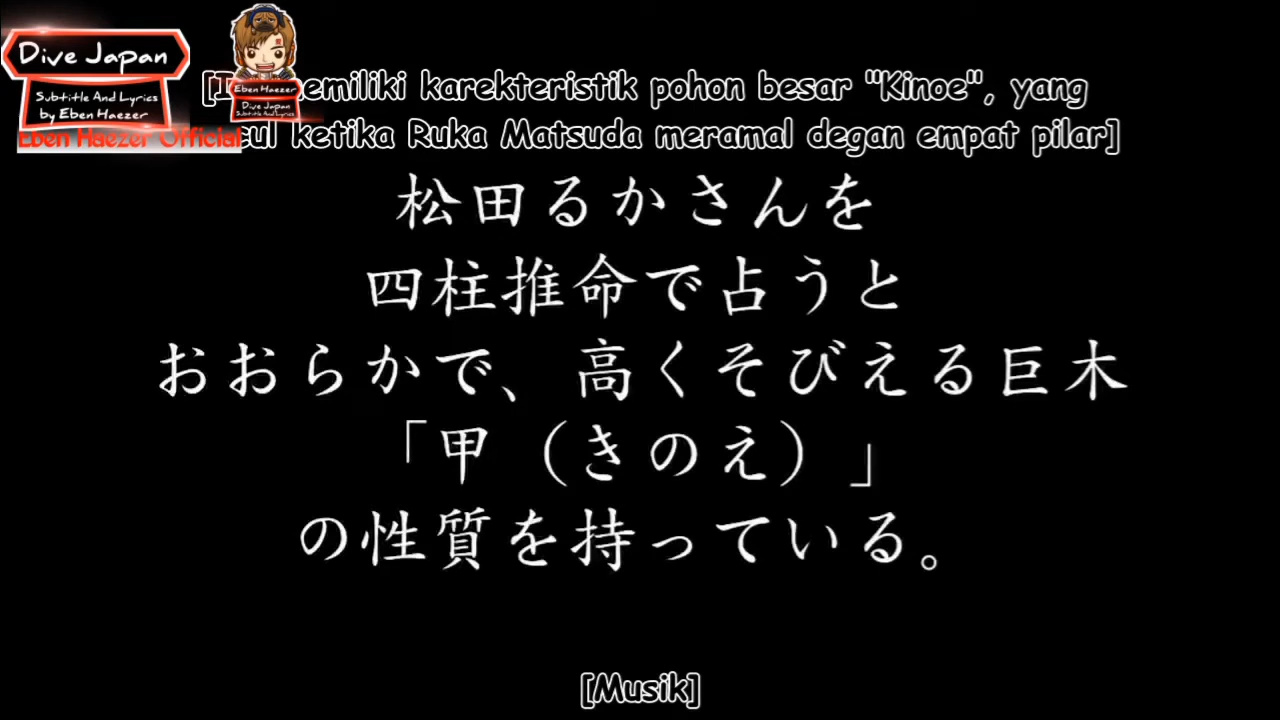 Dive Japan
Subtitle And Lyrics
by Eben Haezer
Eben Haezer Official
Eben Haezer
Dive Japan
Subtitle And Lyrics
karekteristik pohon besar "Kinoe", yang
ketika Ruka Matsuda meramal degan empat pilar]
松田るかさんを
四柱推命で占うと
おおらかで、高くそびえる巨木
「甲（きのえ）」
の性質を持っている。
[Musik]